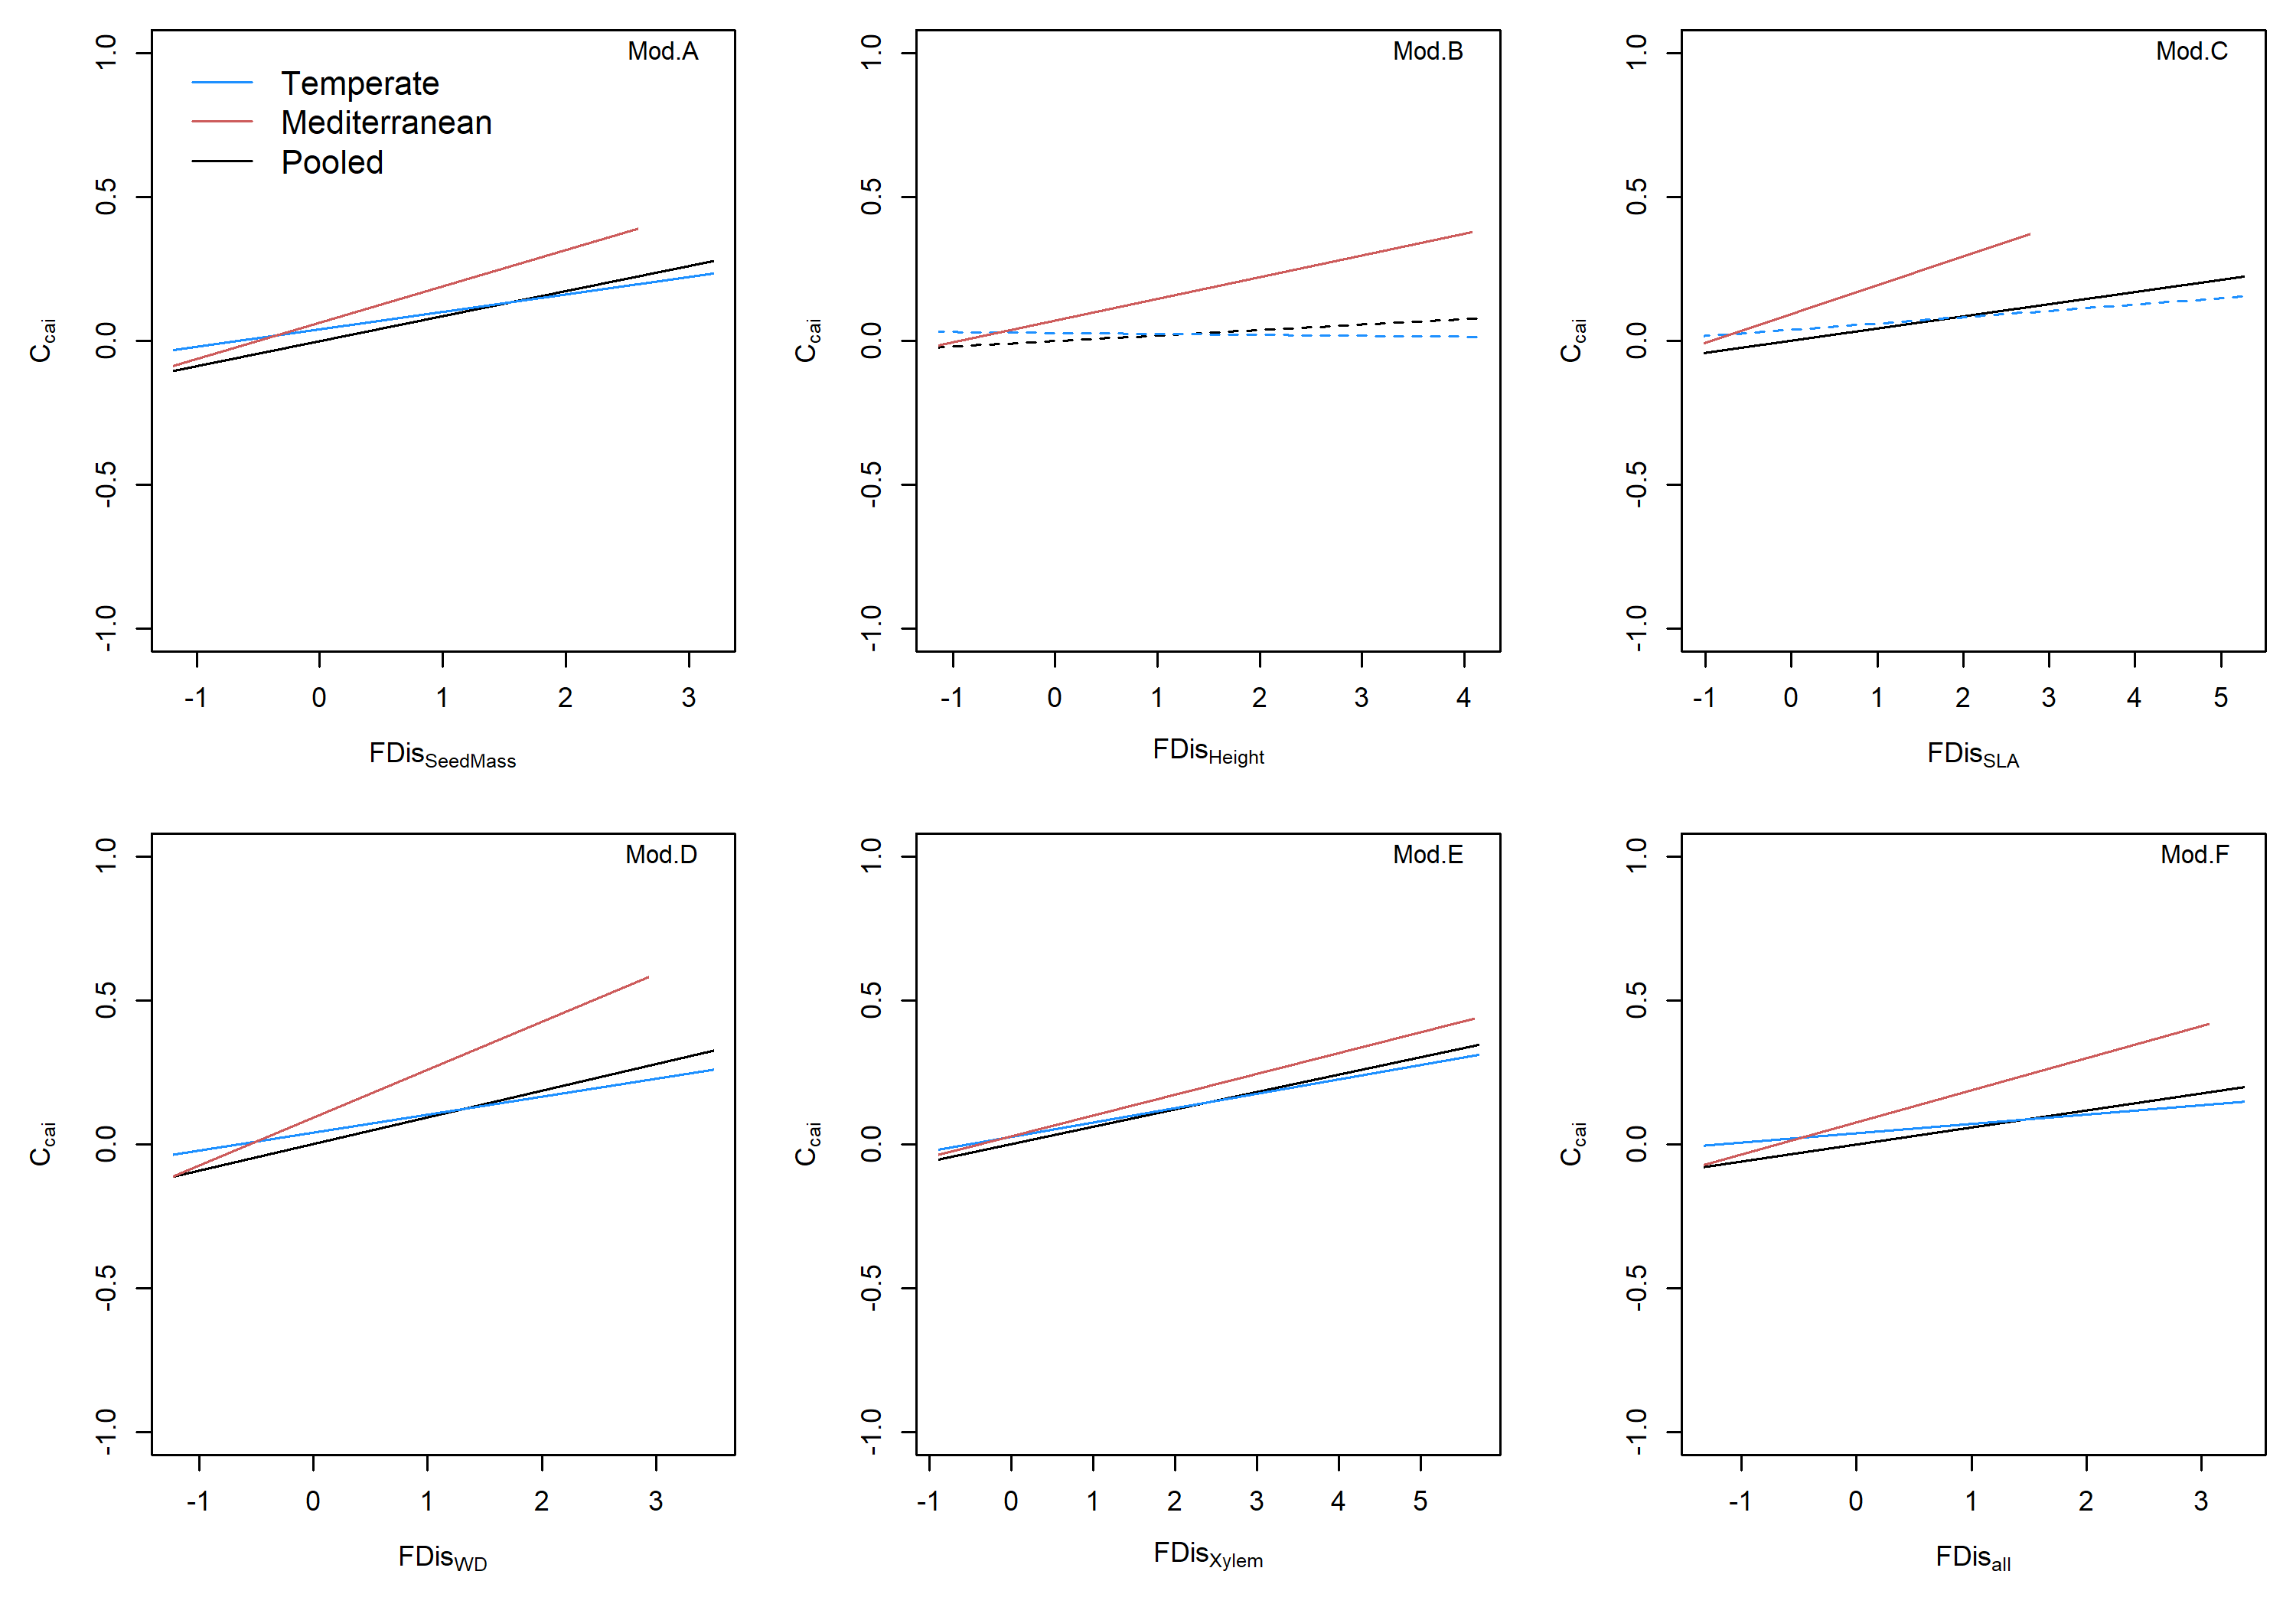 Mod.A
Temperate
Mediterranean
Pooled
1.0
0.5
0.0
-0.5
-1.0
Ccai
-1 0 1 2 3
FDisSeedMass
Mod.B
1.0
0.5
0.0
-0.5
-1.0
Ccai
-1 0 1 2 3 4
FDisHeight
Mod.C
1.0
0.5
0.0
-0.5
-1.0
Ccai
-1 0 1 2 3 4 5
FDisSLA
Mod.D
1.0
0.5
0.0
-0.5
-1.0
Ccai
-1 0 1 2 3
FDisWD
Mod.E
1.0
0.5
0.0
-0.5
-1.0
Ccai
-1 0 1 2 3 4 5
FDisXylem
Mod.F
1.0
0.5
0.0
-0.5
-1.0
Ccai
-1 0 1 2 3
FDisall